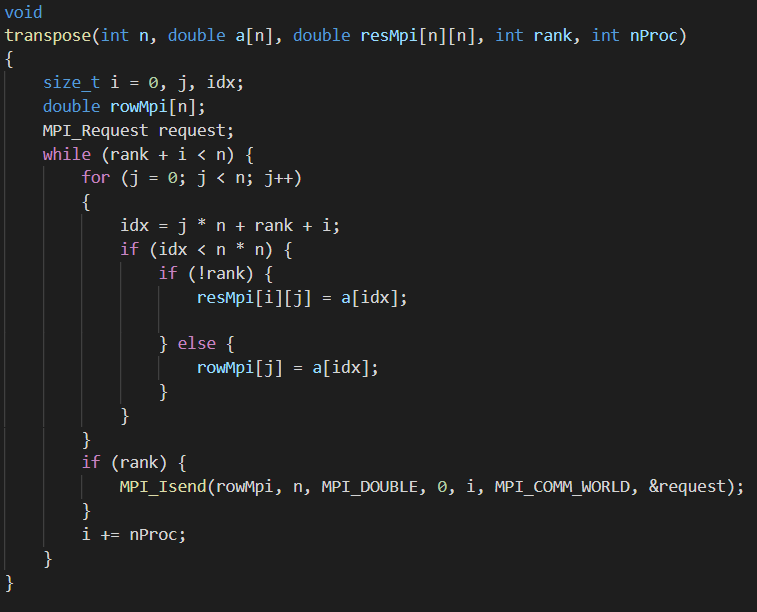 void
transpose(int n, double a[n], double resMpi[n][n], int rank, int nProc)
{
    size_t i = 0, j, idx;
    double rowMpi[n];
    MPI_Request request;
    while (rank + i < n) {
        for (j = 0; j < n; j++)
        {
            idx = j * n + rank + i;
            if (idx < n * n) {
                if (!rank) {
                    resMpi[i][j] = a[idx];

                } else {
                    rowMpi[j] = a[idx];
                }
            }
        }
        if (rank) {
            MPI_Isend(rowMpi, n, MPI_DOUBLE, 0, i, MPI_COMM_WORLD, &request);
        }
        i += nProc;
    }
}